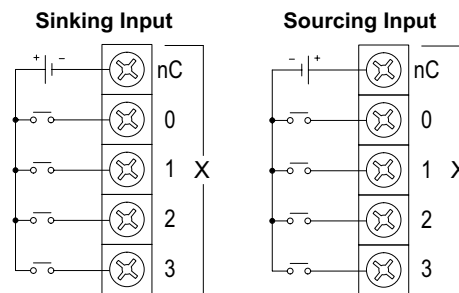 Sinking Input
+ -
nC
0
1 X
2
3
Sourcing Input
- +
nC
0
1 X
2
3